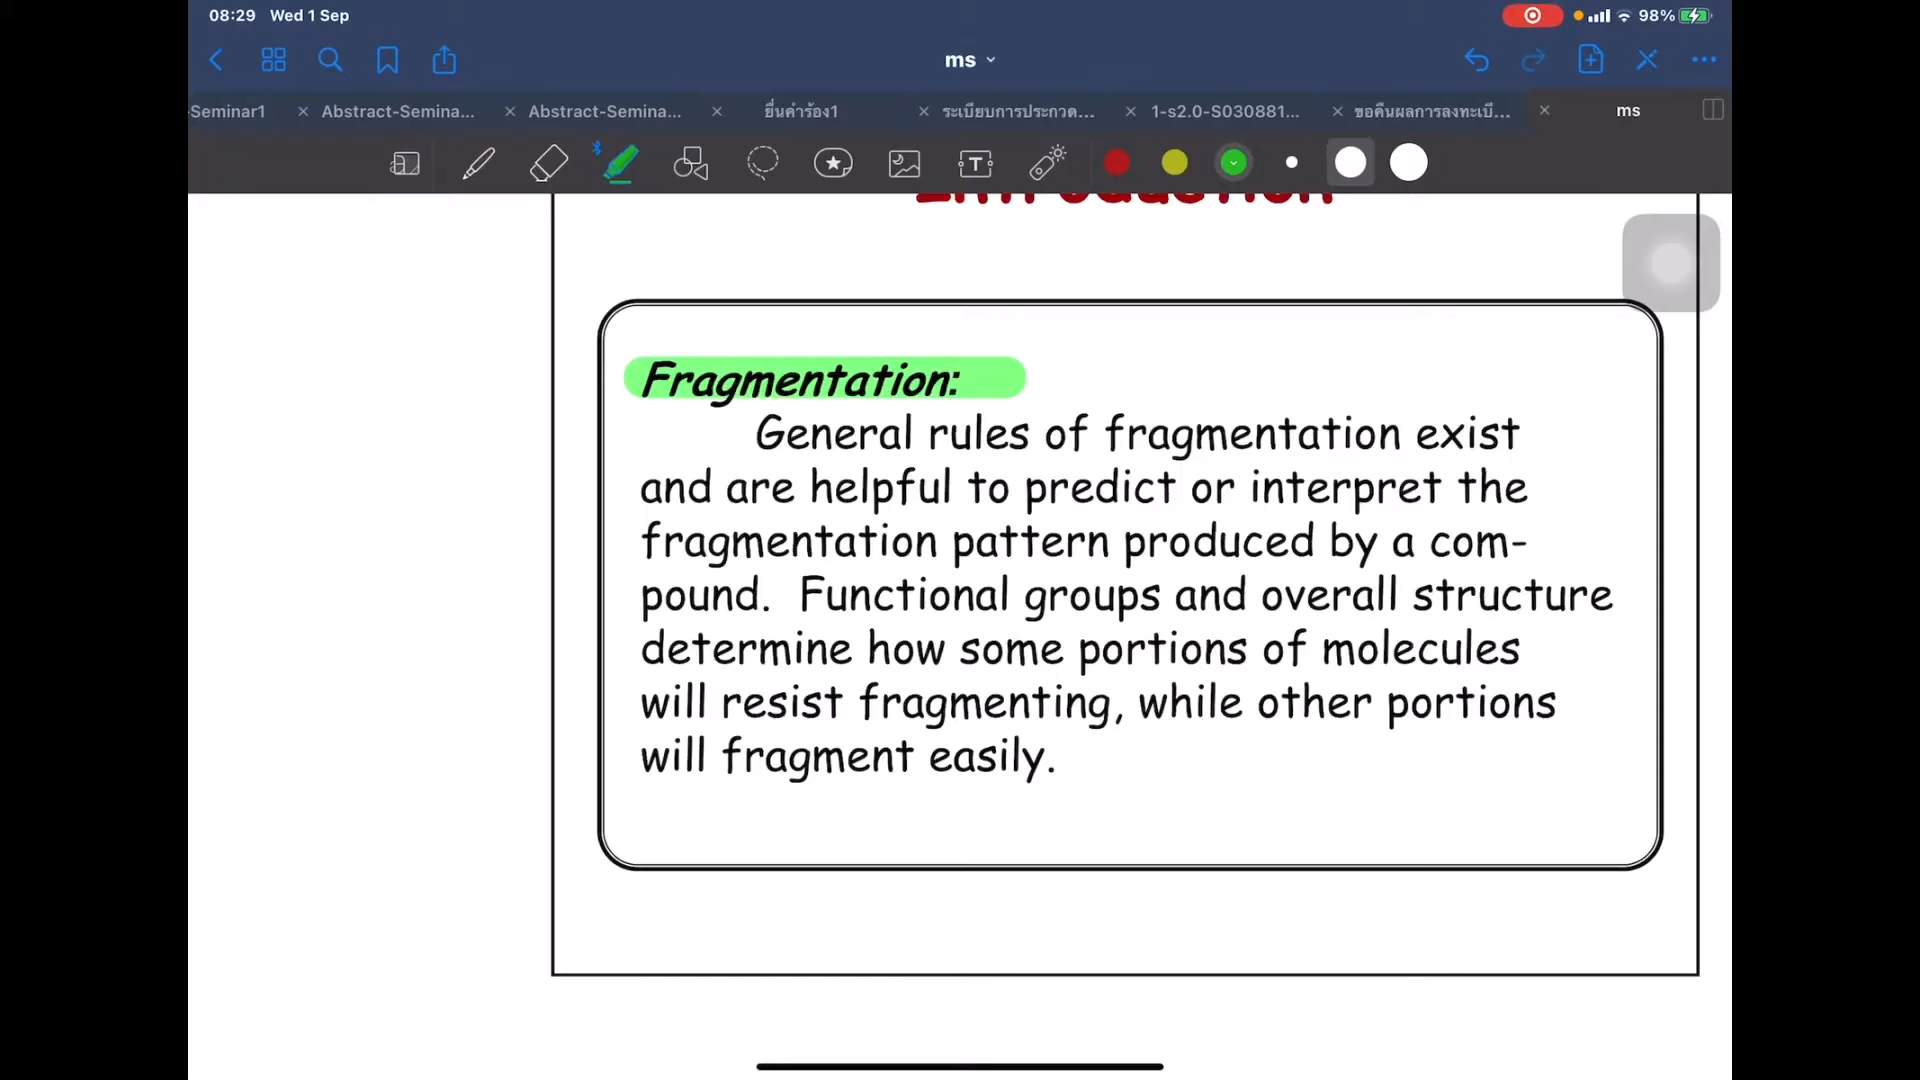 08:29 Wed 1 Sep
98%
ms
Seminar1
Abstract-Semina...
Abstract-Semina...
ยื่นคำร้อง1
ระเบียบการประกวด...
1-s2.0-S030881...
ขอคืนผลการลงทะเบี...
ms
Introduction
Fragmentation:
General rules of fragmentation exist
and are helpful to predict or interpret the
fragmentation pattern produced by a com-
pound. Functional groups and overall structure
determine how some portions of molecules
will resist fragmenting, while other portions
will fragment easily.